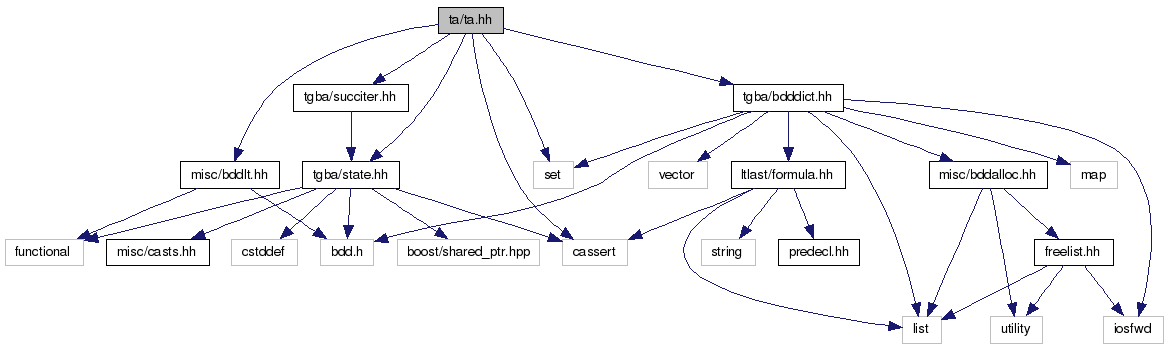 ta/ta.hh
tgba/succiter.hh
tgba/bdddict.hh
misc/bddlt.hh
tgba/state.hh
set
vector
ltlast/formula.hh
misc/bddalloc.hh
map
functional
misc/casts.hh
cstddef
bdd.h
boost/shared_ptr.hpp
cassert
string
predecl.hh
freelist.hh
list
utility
iosfwd